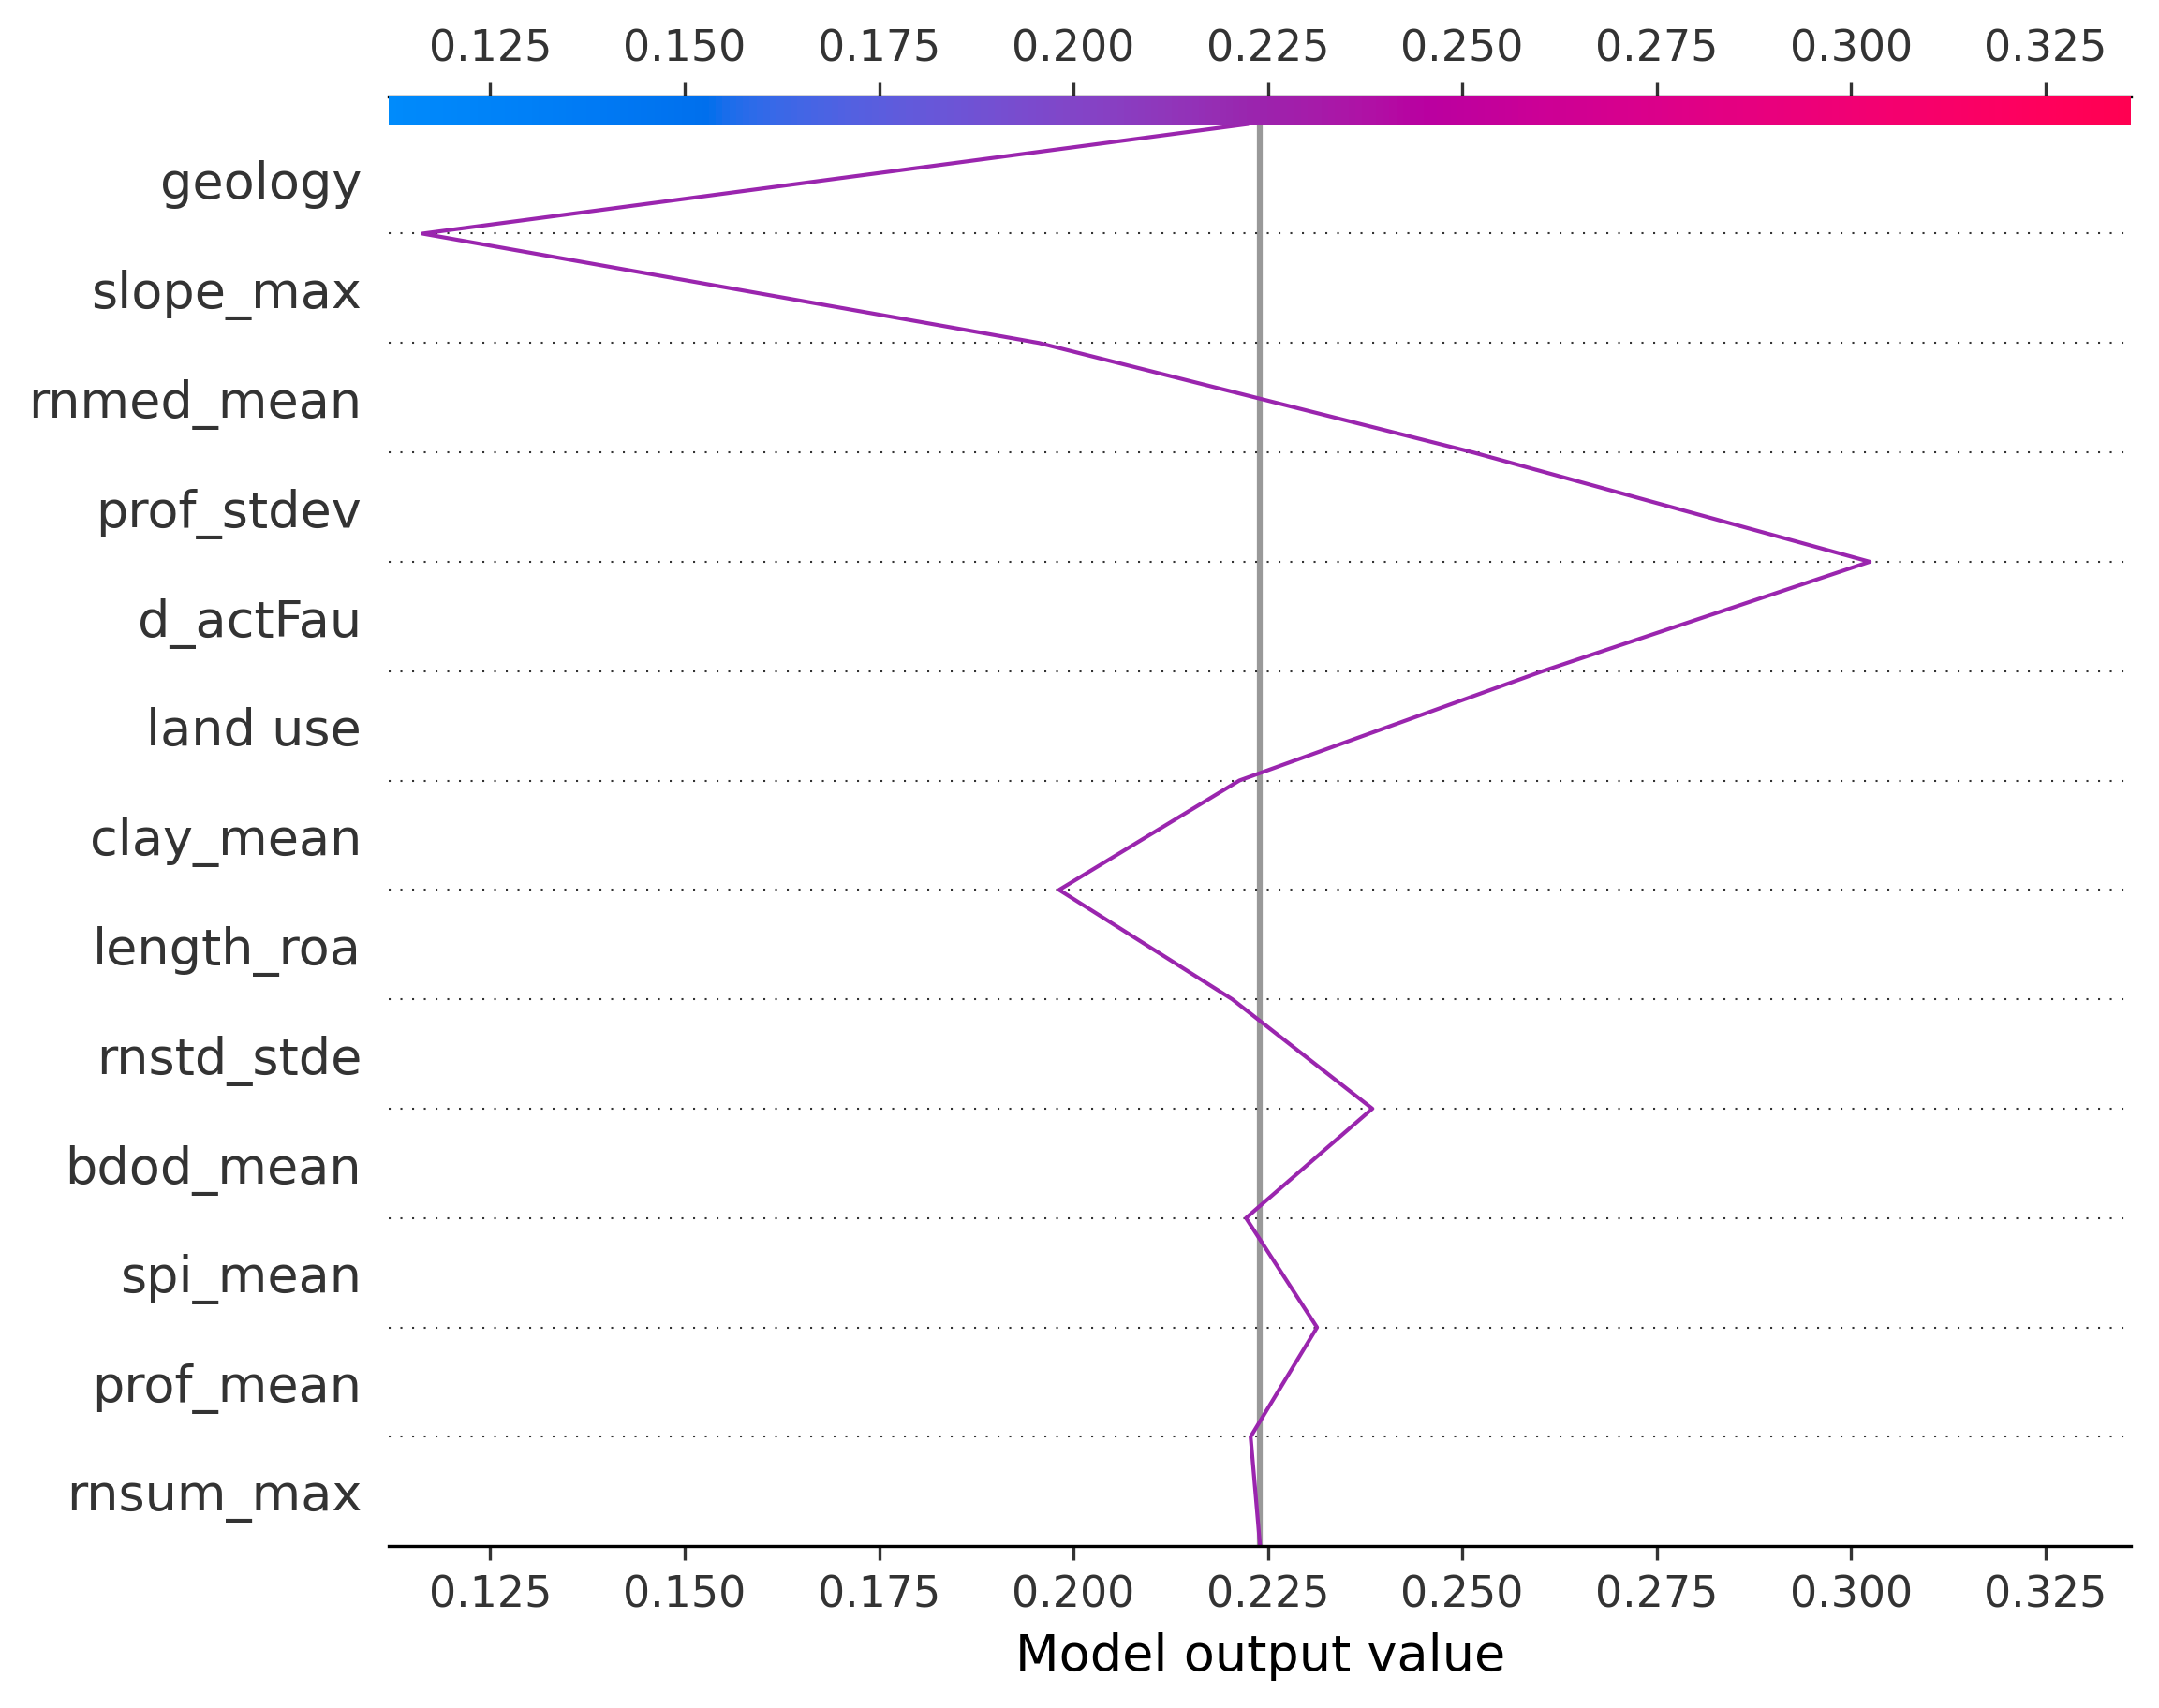 0.125 0.150 0.175 0.200 0.225 0.250 0.275 0.300 0.325
geology
slope_max
rnmed_mean
prof_stdev
d_actFau
land use
clay_mean
length_roa
rnstd_stde
bdod_mean
spi_mean
prof_mean
rnsum_max
0.125 0.150 0.175 0.200 0.225 0.250 0.275 0.300 0.325
Model output value